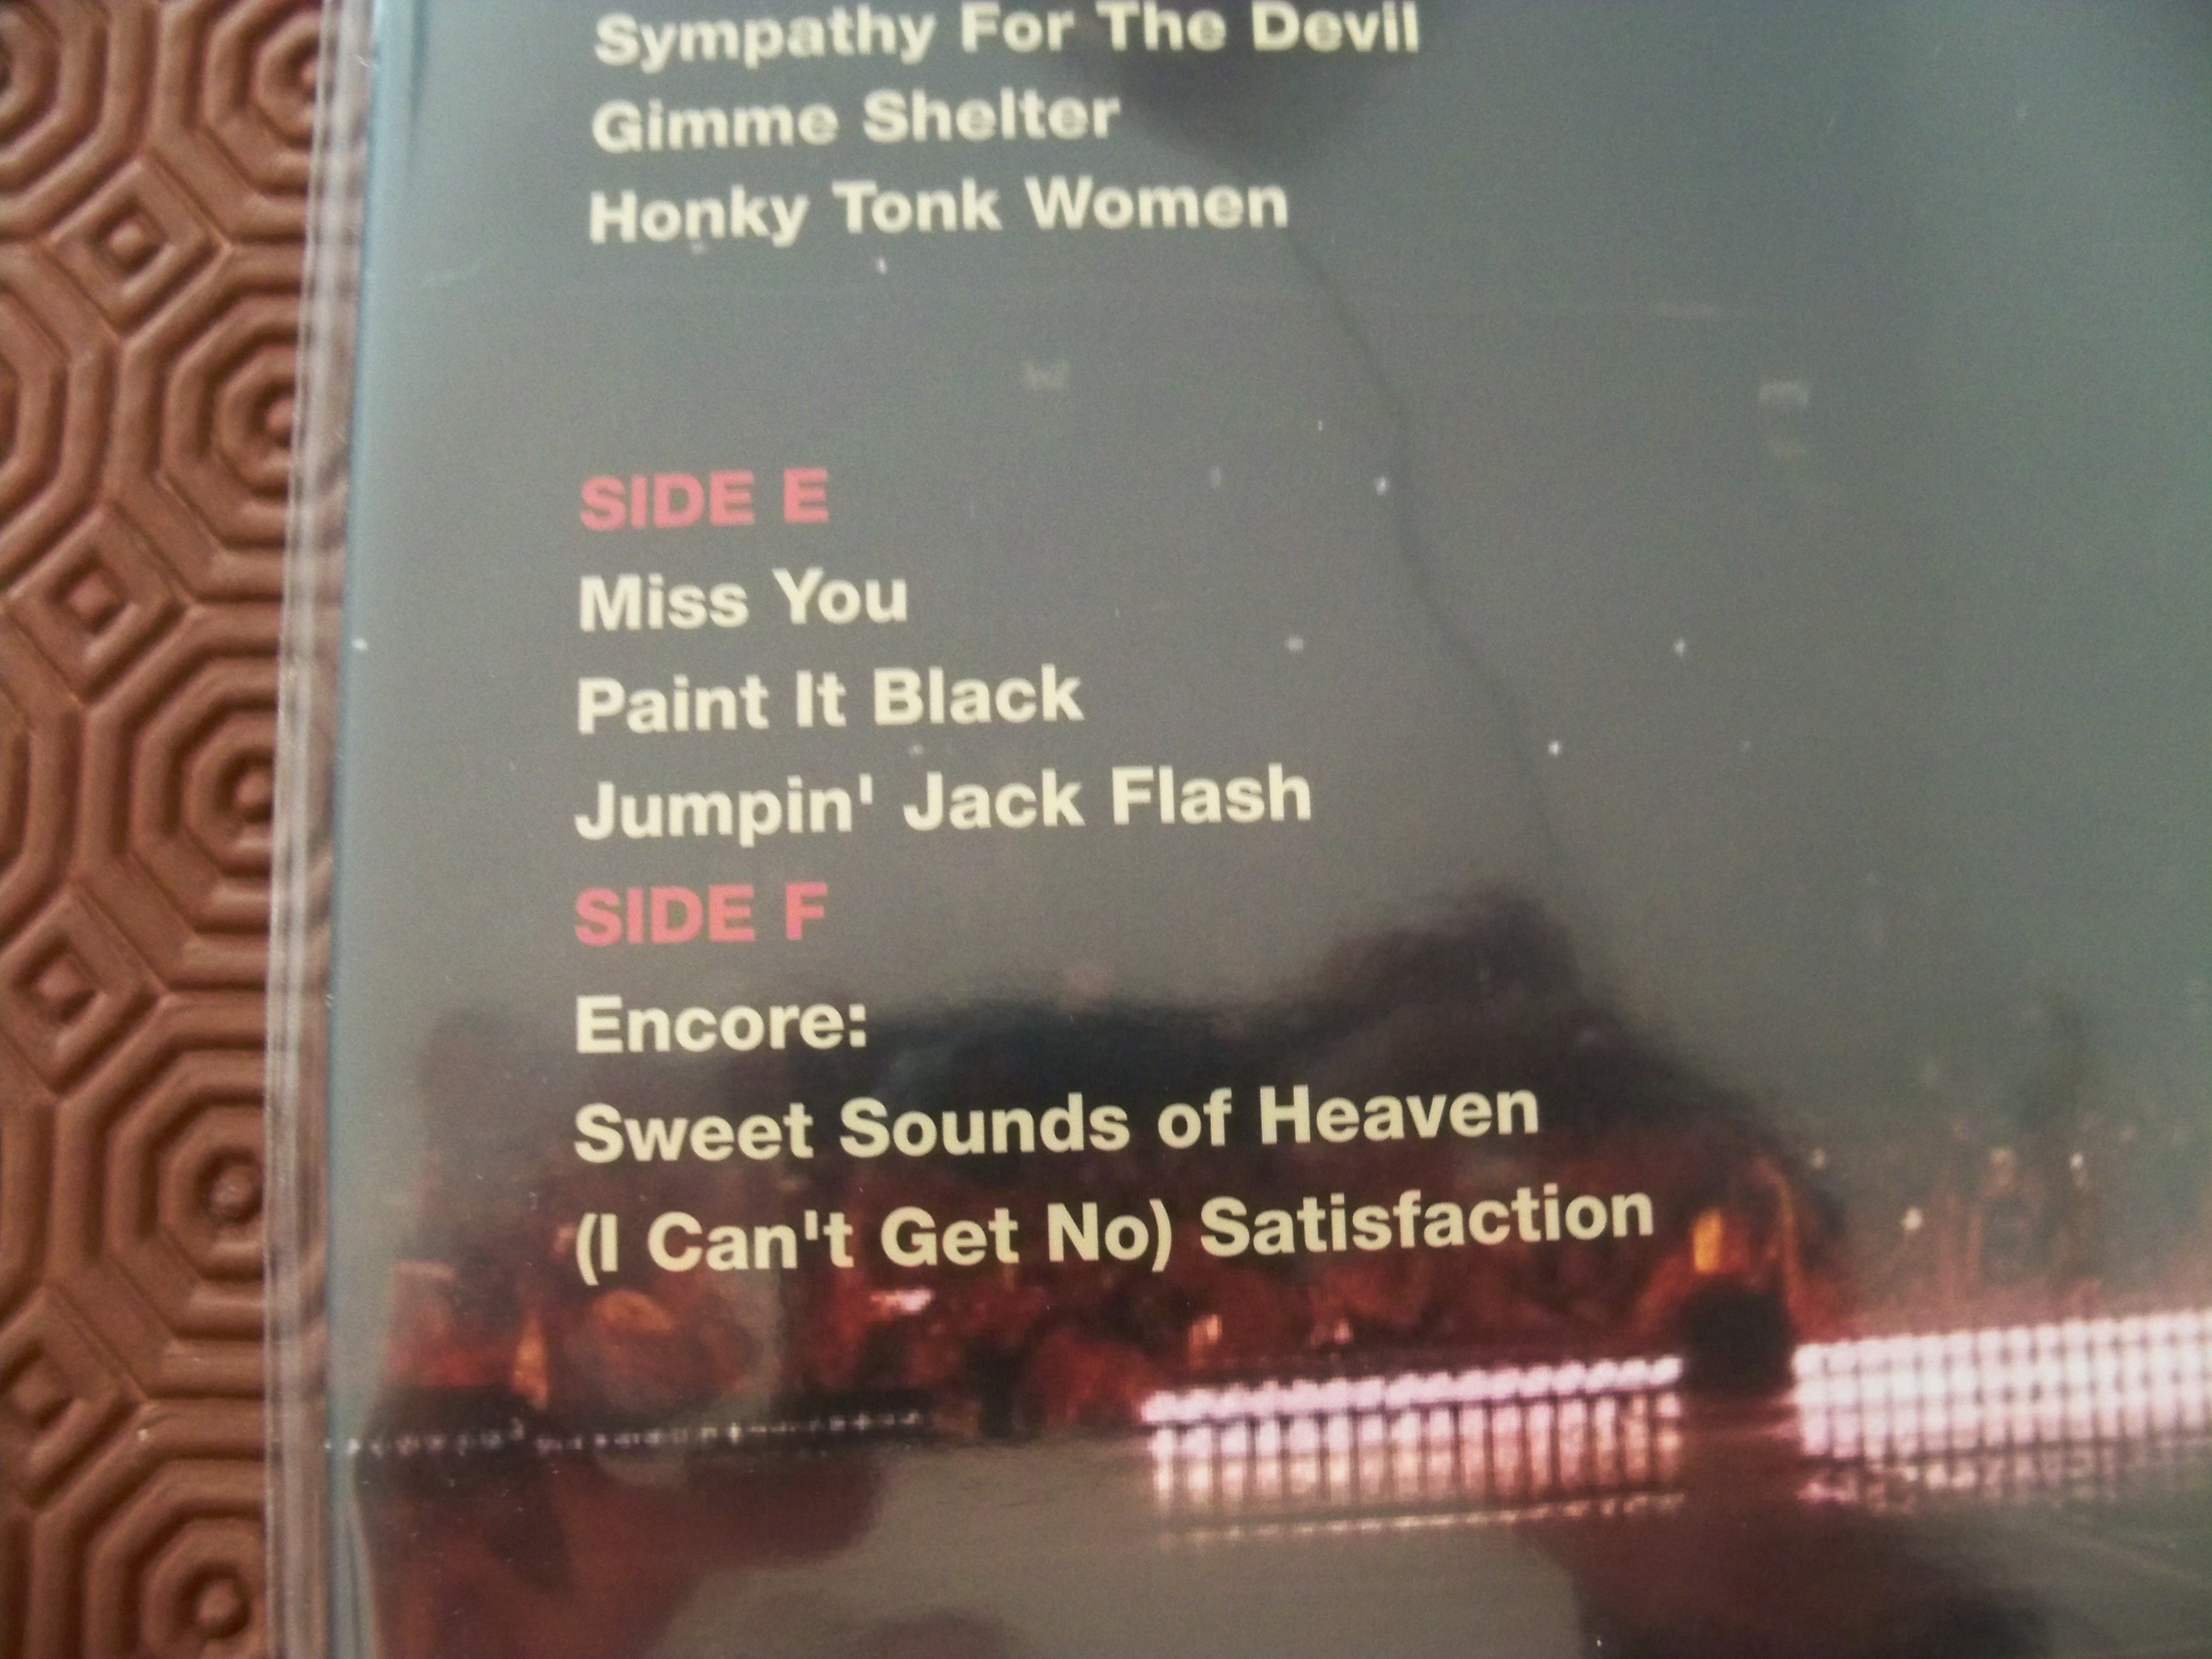 Sympathy For The Devil
Gimme Shelter
Honky Tonk Women
SIDE E
Miss You
Paint It Black
Jumpin' Jack Flash
SIDE F
Encore:
Sweet Sounds of Heaven
(I Can't Get No) Satisfaction